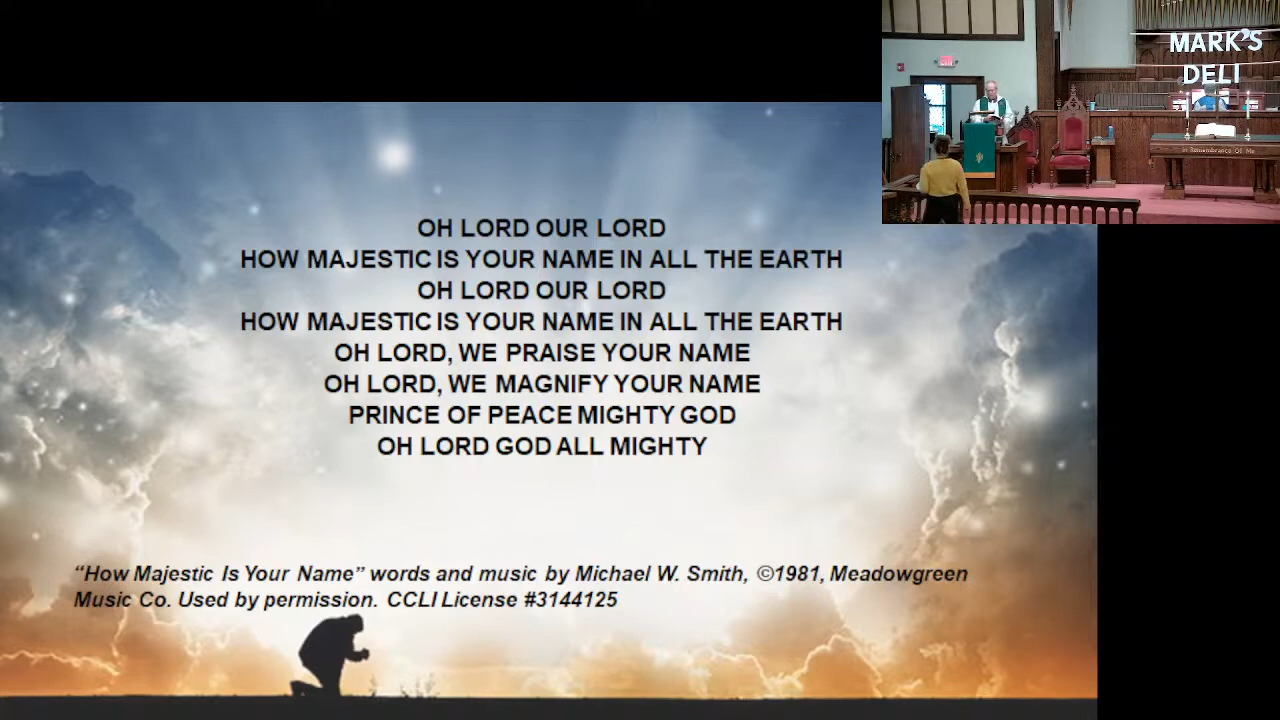 MARK'S
DELI
In Remembrance Of Me
OH LORD OUR LORD
HOW MAJESTIC IS YOUR NAME IN ALL THE EARTH
OH LORD OUR LORD
HOW MAJESTIC IS YOUR NAME IN ALL THE EARTH
OH LORD, WE PRAISE YOUR NAME
OH LORD, WE MAGNIFY YOUR NAME
PRINCE OF PEACE MIGHTY GOD
OH LORD GOD ALL MIGHTY
“How Majestic Is Your Name” words and music by Michael W. Smith, ©1981, Meadowgreen
Music Co. Used by permission. CCLI License #3144125